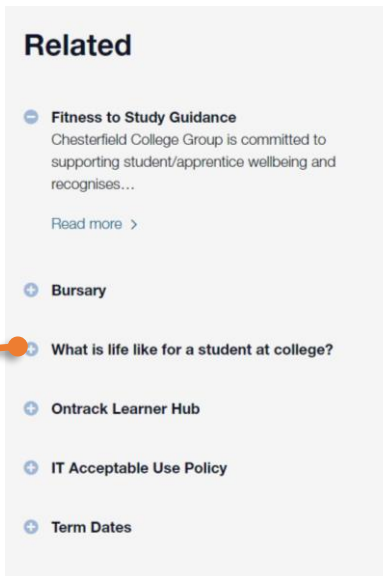 Related
Fitness to Study Guidance
Chesterfield College Group is committed to
supporting student/apprentice wellbeing and
recognises...
Read more >
Bursary
What is life like for a student at college?
Ontrack Learner Hub
IT Acceptable Use Policy
Term Dates